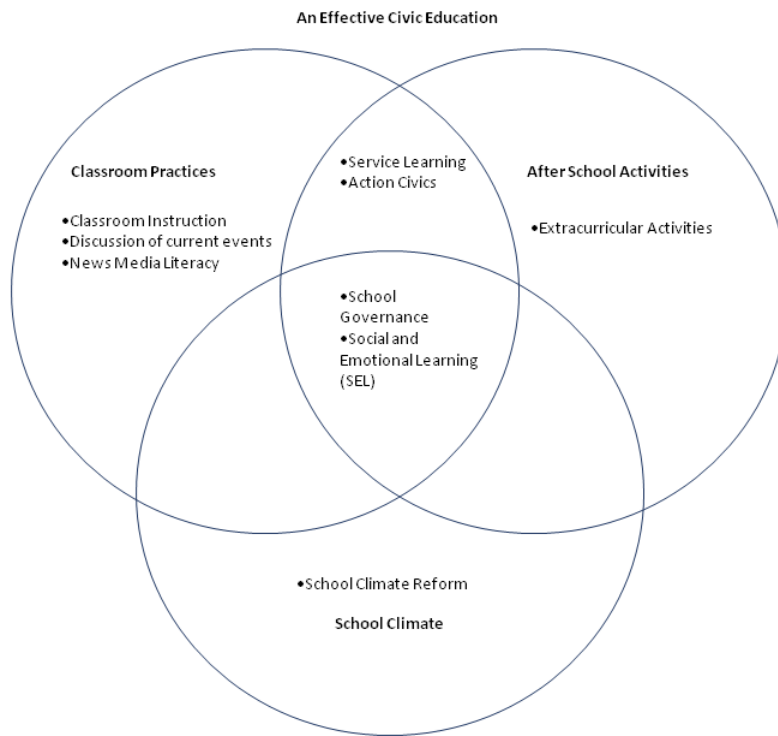 An Effective Civic Education
Classroom Practices
•Classroom Instruction
•Discussion of current events
•News Media Literacy
•Service Learning
•Action Civics
After School Activities
•Extracurricular Activities
•School
Governance
•Social and
Emotional Learning
(SEL)
•School Climate Reform
School Climate